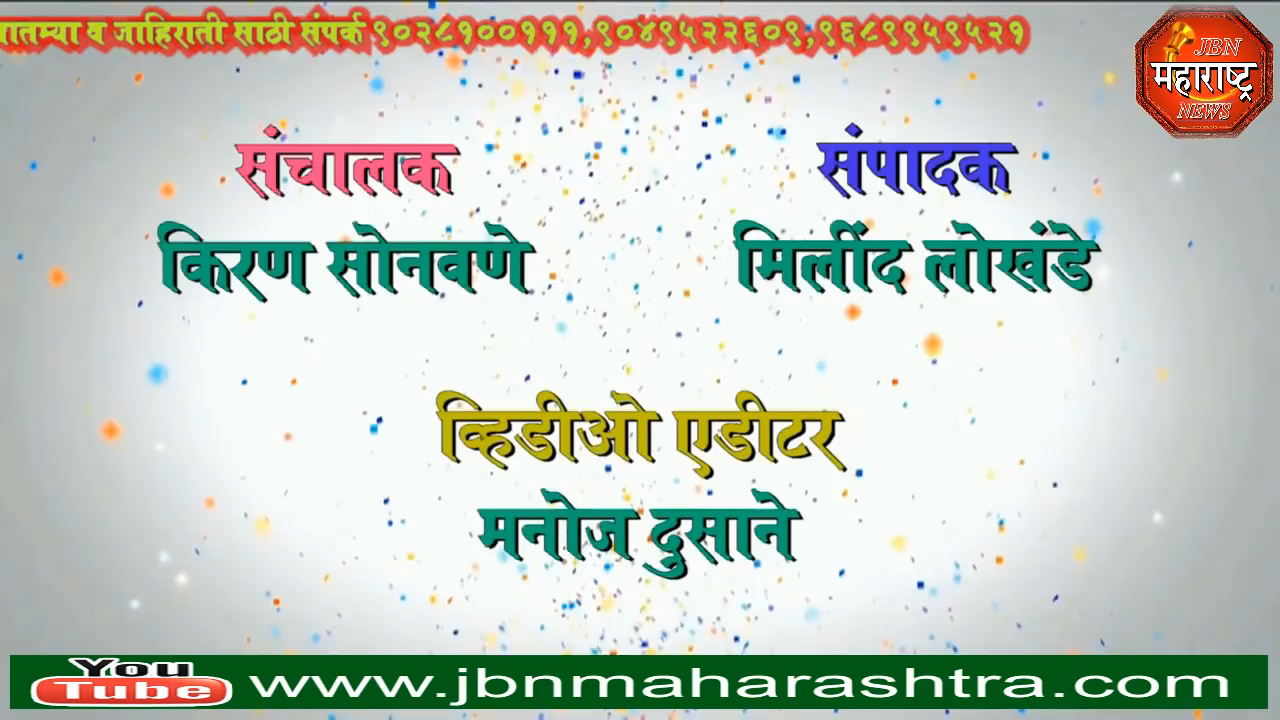 ातम्या व जाहिराती साठी संपर्क ९०२८१००१११,९०४९५२२६०९,९६८९९५९५२१
JBN
महाराष्ट्र
NEWS
संचालक
संपादक
किरण सोनवणे
मिलींद लोखंडे
व्हिडीओ एडीटर
मनोज दुसाने
You
Tube
www.jbnmaharashtra.com